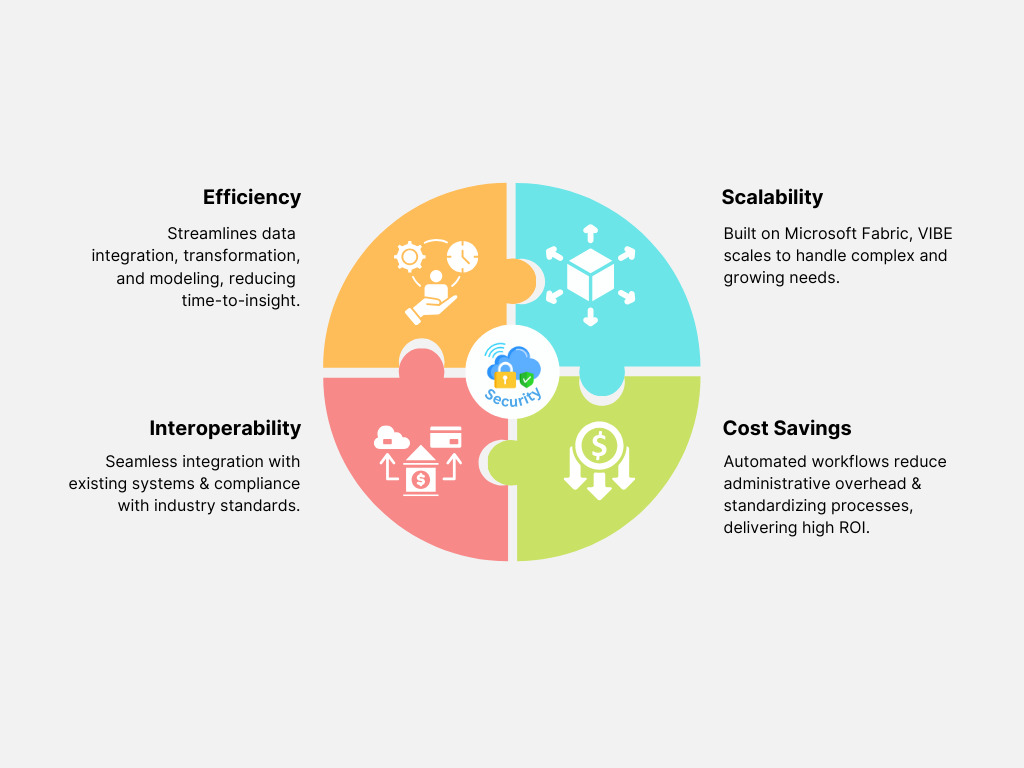 Efficiency
Streamlines data
integration, transformation,
and modeling, reducing
time-to-insight.
Scalability
Built on Microsoft Fabric, VIBE
scales to handle complex and
growing needs.
Security
Interoperability
Seamless integration with
existing systems & compliance
with industry standards.
$
Cost Savings
$
Automated workflows reduce
administrative overhead &
standardizing processes,
delivering high ROI.